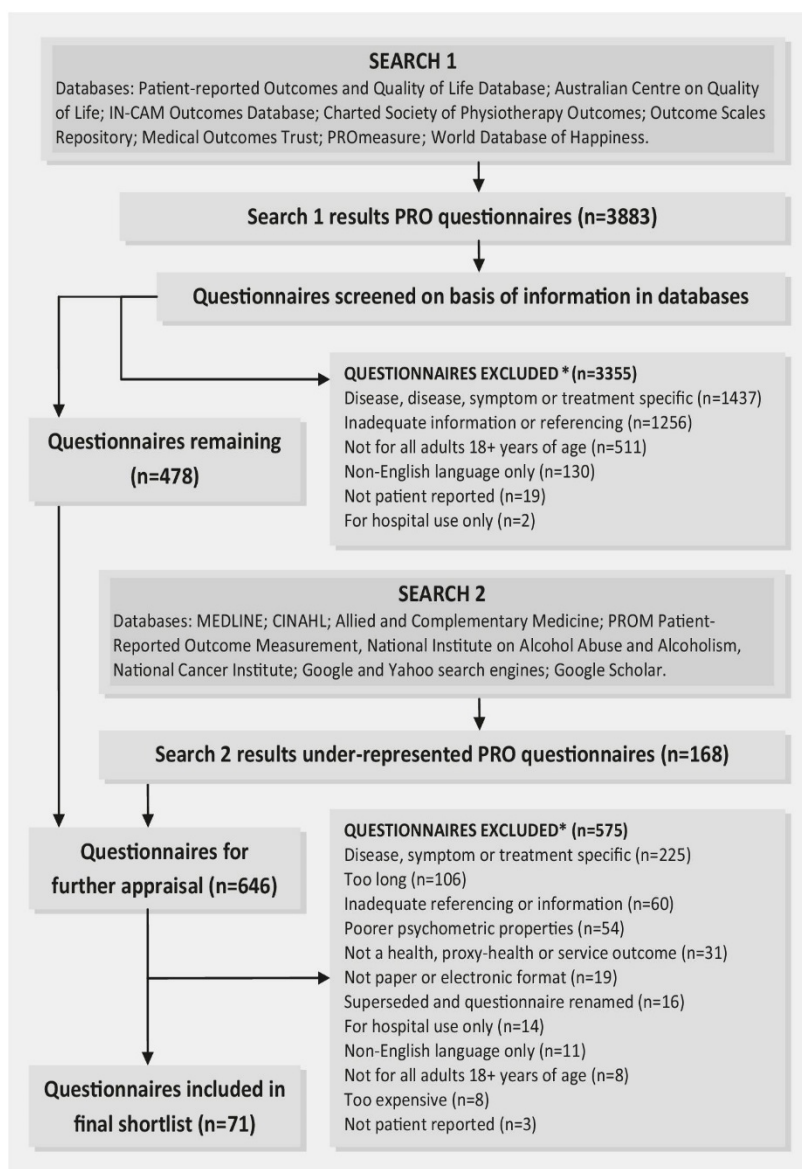 SEARCH 1
Databases: Patient-reported Outcomes and Quality of Life Database; Australian Centre on Quality
of Life; IN-CAM Outcomes Database; Charted Society of Physiotherapy Outcomes; Outcome Scales
Repository; Medical Outcomes Trust; PROmeasure; World Database of Happiness.
Search 1 results PRO questionnaires (n=3883)
Questionnaires screened on basis of information in databases
QUESTIONNAIRES EXCLUDED * (n=3355)
Disease, disease, symptom or treatment specific (n=1437)
Inadequate information or referencing (n=1256)
Not for all adults 18+ years of age (n=511)
Non-English language only (n=130)
Not patient reported (n=19)
For hospital use only (n=2)
Questionnaires remaining
(n=478)
SEARCH 2
Databases: MEDLINE; CINAHL; Allied and Complementary Medicine; PROM Patient-
Reported Outcome Measurement, National Institute on Alcohol Abuse and Alcoholism,
National Cancer Institute; Google and Yahoo search engines; Google Scholar.
Search 2 results under-represented PRO questionnaires (n=168)
Questionnaires for
further appraisal (n=646)
QUESTIONNAIRES EXCLUDED* (n=575)
Disease, symptom or treatment specific (n=225)
Too long (n=106)
Inadequate referencing or information (n=60)
Poorer psychometric properties (n=54)
Not a health, proxy-health or service outcome (n=31)
Not paper or electronic format (n=19)
Superseded and questionnaire renamed (n=16)
For hospital use only (n=14)
Non-English language only (n=11)
Not for all adults 18+ years of age (n=8)
Too expensive (n=8)
Not patient reported (n=3)
Questionnaires included in
final shortlist (n=71)